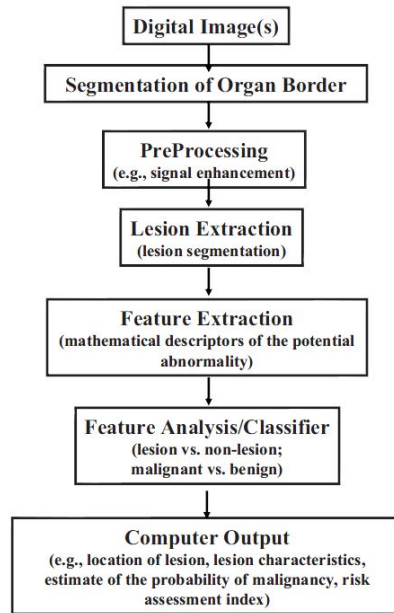 Digital Image(s)
Segmentation of Organ Border
PreProcessing
(e.g., signal enhancement)
Lesion Extraction
(lesion segmentation)
Feature Extraction
(mathematical descriptors of the potential
abnormality)
Feature Analysis/Classifier
(lesion vs. non-lesion;
malignant vs. benign)
Computer Output
(e.g., location of lesion, lesion characteristics,
estimate of the probability of malignancy, risk
assessment index)